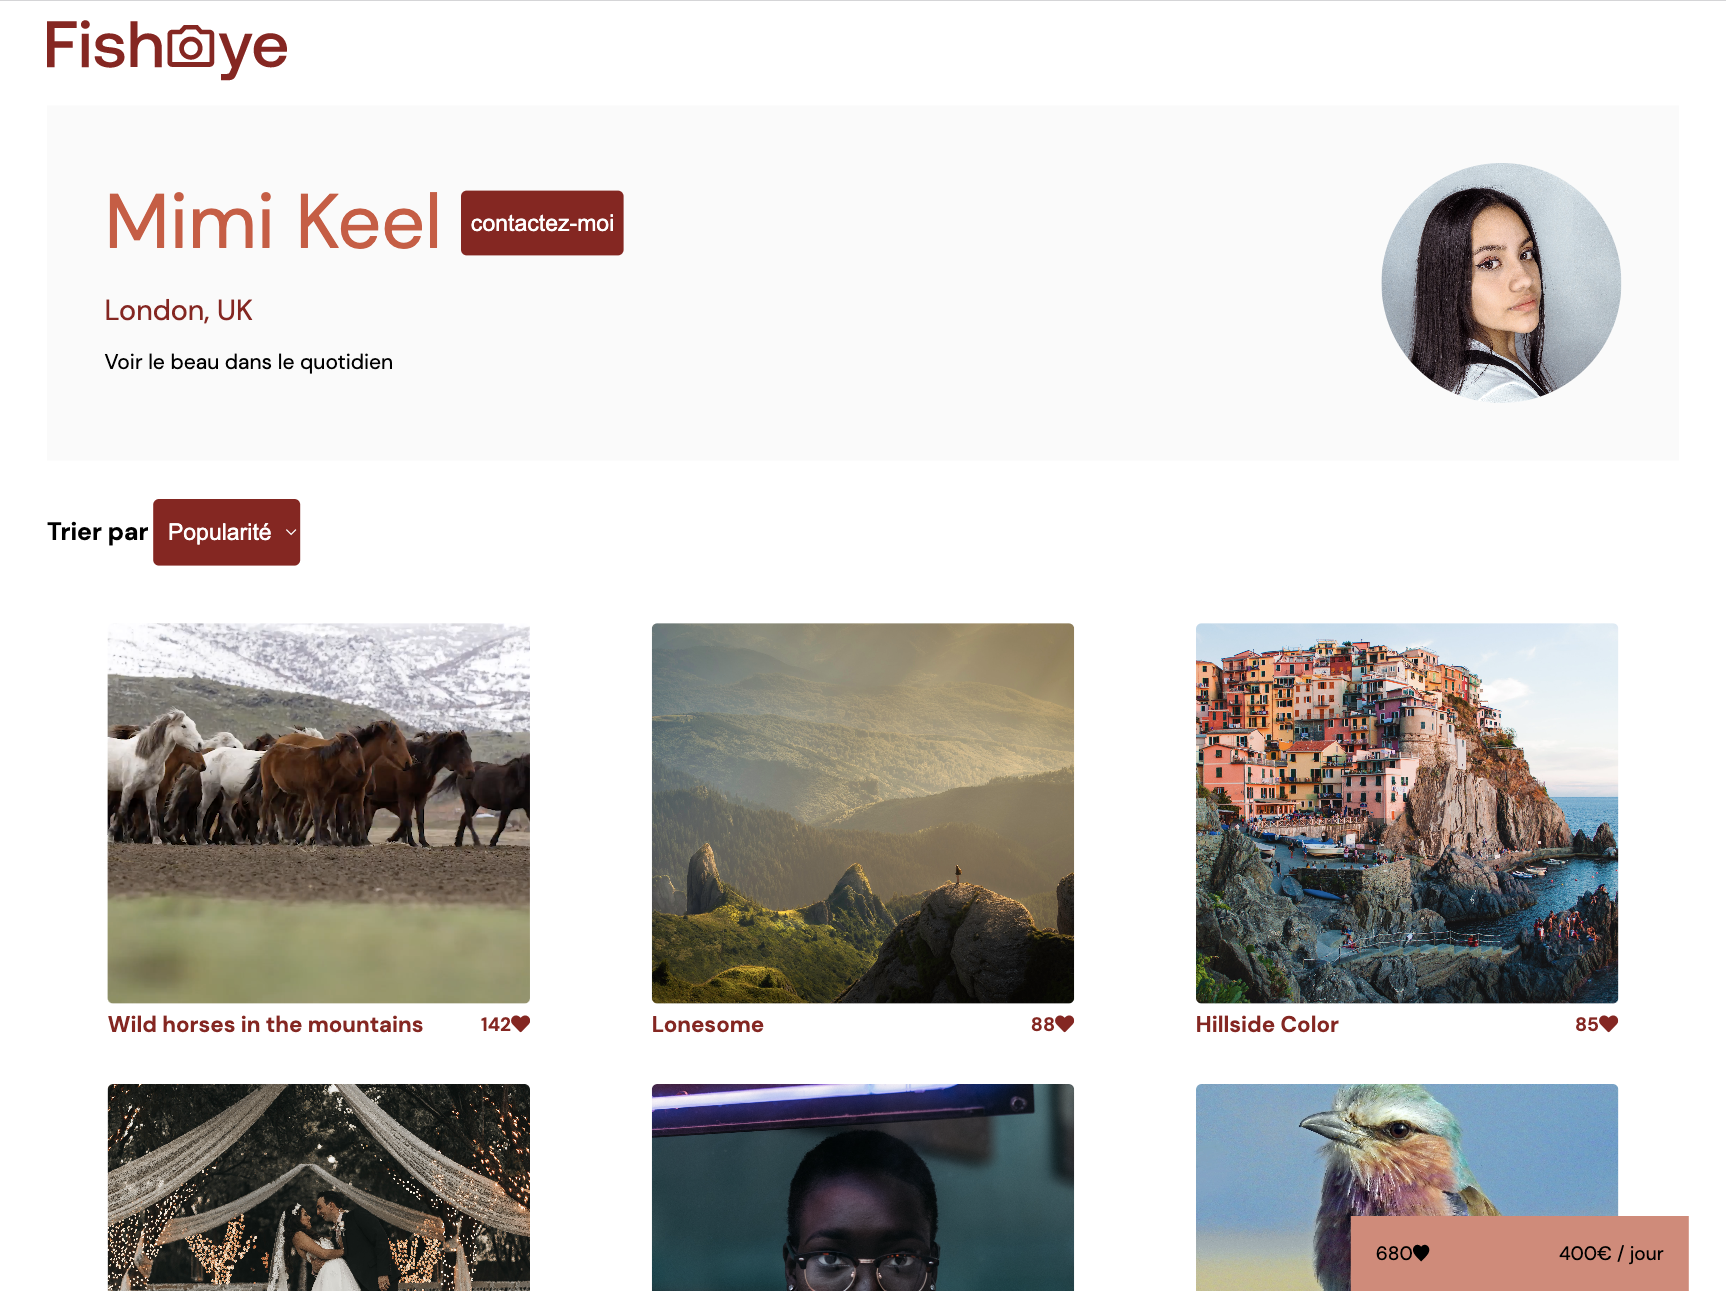 Fisheye
Mimi Keel
contactez-moi
London, UK
Voir le beau dans le quotidien
Trier par
Popularité
Wild horses in the mountains
142
Lonesome
88
Hillside Color
85
680
400€ / jour